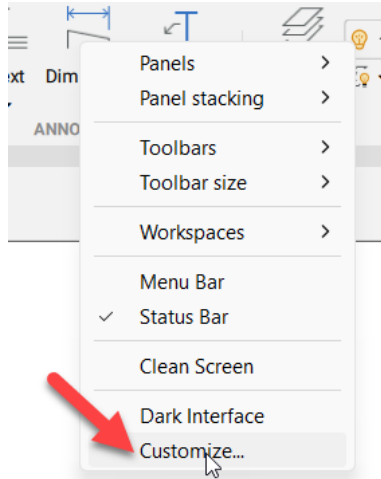 ext Dim
ANNO
Panels
Panel stacking
Toolbars
Toolbar size
Workspaces
Menu Bar
Status Bar
Clean Screen
Dark Interface
Customize...